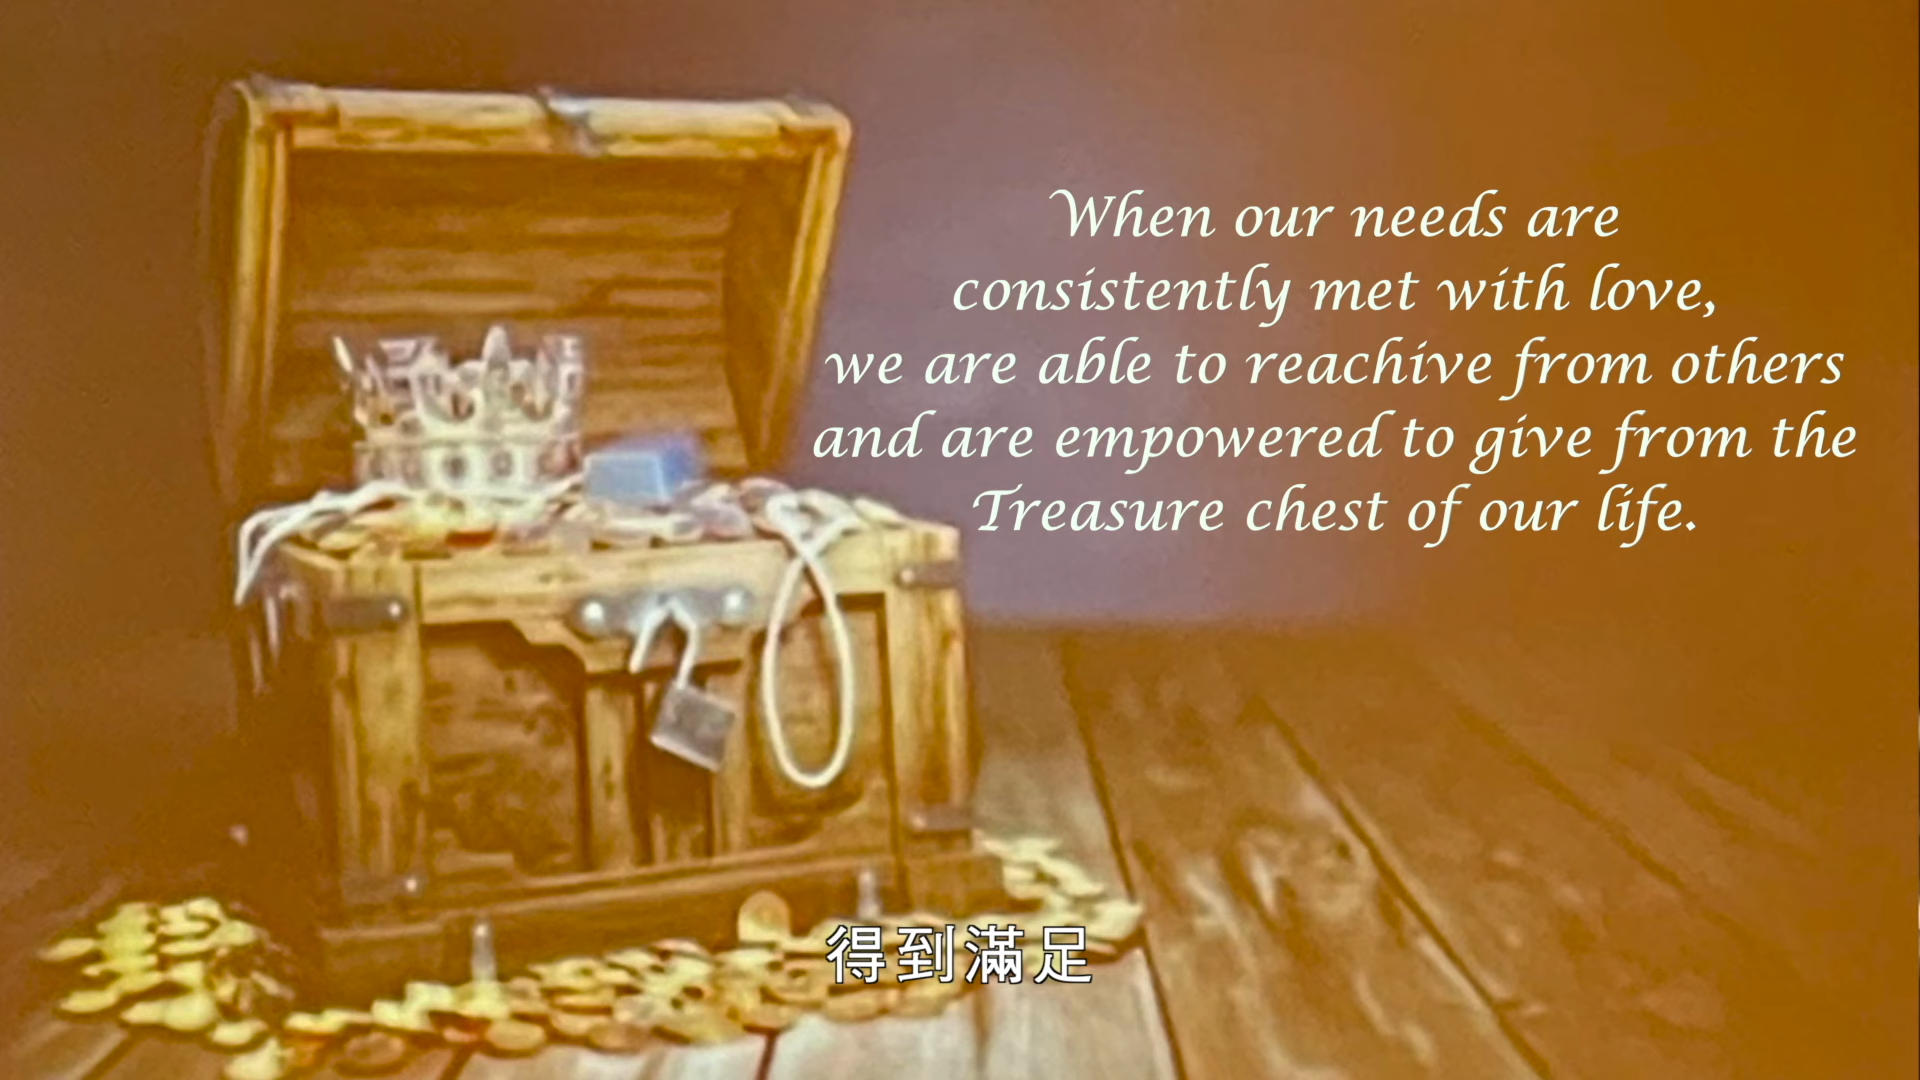 When our needs are
consistently met with love,
we are able to reachive from others
and are empowered to give from the
Treasure chest of our life.
得到滿足